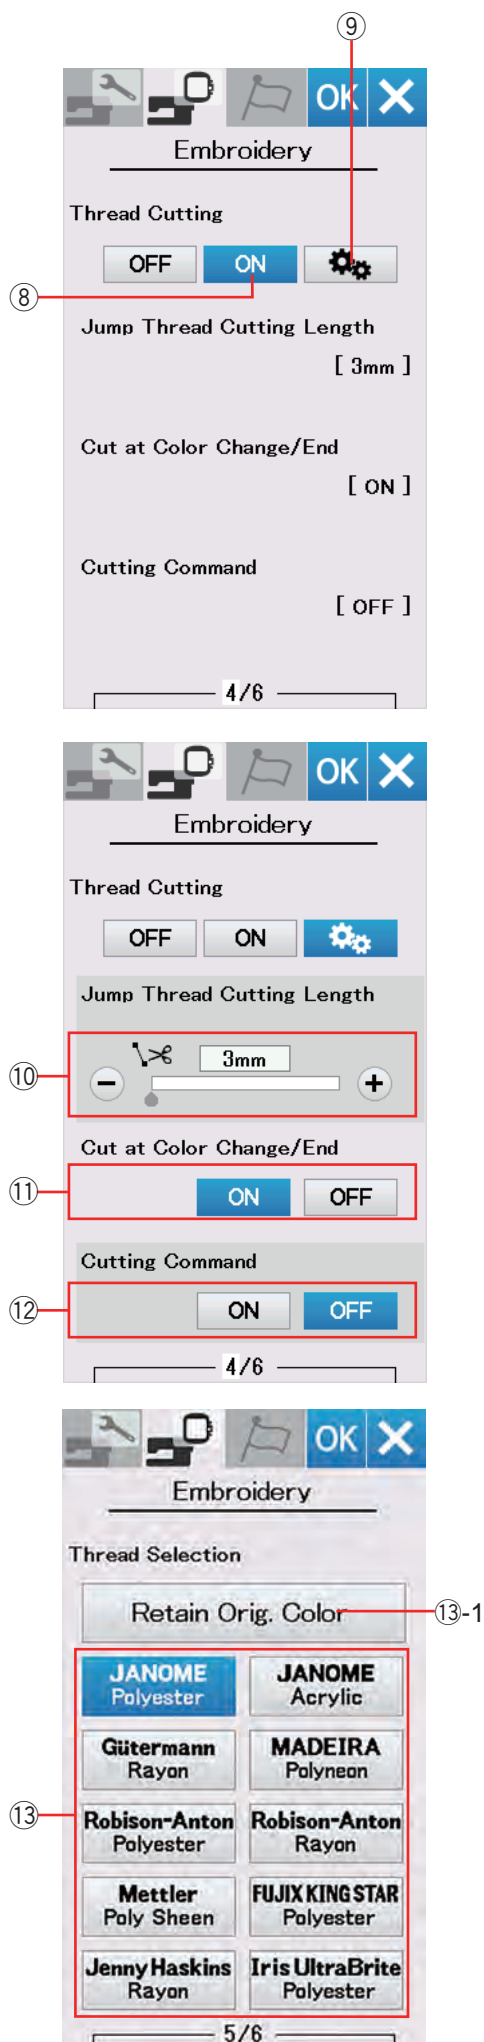 ⑨
OK
Embroidery
Thread Cutting
OFF ON
⑧
Jump Thread Cutting Length
[ 3mm ]
Cut at Color Change/End
[ ON ]
Cutting Command
[ OFF ]
4/6
OK
Embroidery
Thread Cutting
OFF ON
Jump Thread Cutting Length
⑩
3mm
− +
Cut at Color Change/End
⑪
ON OFF
Cutting Command
⑫
ON OFF
4/6
OK
Embroidery
Thread Selection
Retain Orig. Color
⑬-1
JANOME JANOME
Polyester Acrylic
Gütermann MADEIRA
Rayon Polyneon
⑬
Robison-Anton Robison-Anton
Polyester Rayon
Mettler FUJIX KING STAR
Poly Sheen Polyester
Jenny Haskins Iris UltraBrite
Rayon Polyester
5/6